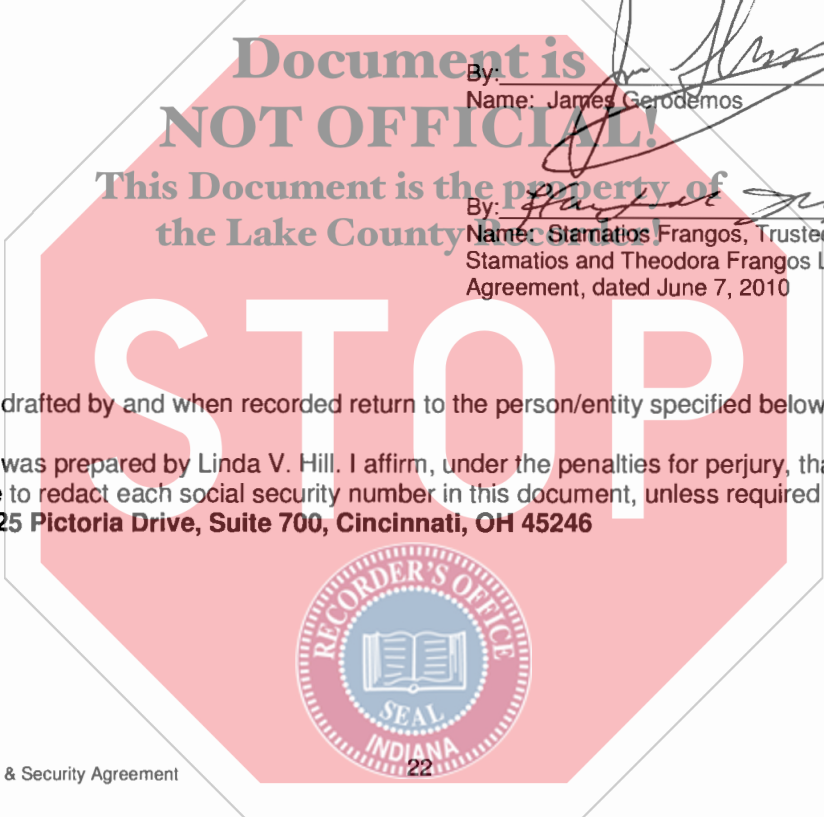 Document is
NOT OFFICIAL!
This Document is the property of
the Lake County Recorder!
By:
Name: James Gerodemos
By:
Name: Stamatios Frangos, Trustee
Stamatios and Theodora Frangos L
Agreement, dated June 7, 2010
STOP
drafted by and when recorded return to the person/entity specified below
was prepared by Linda V. Hill. I affirm, under the penalties for perjury, tha
e to redact each social security number in this document, unless required
25 Pictoria Drive, Suite 700, Cincinnati, OH 45246
RECORDER'S OFFICE
SEAL
INDIANA
& Security Agreement
22